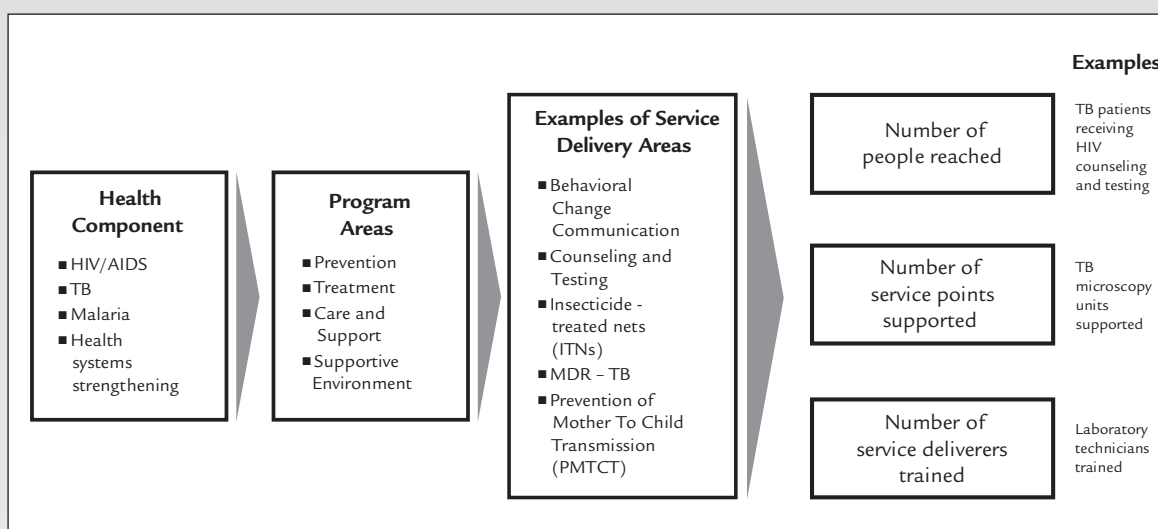 Health
Component
■ HIV/AIDS
■ TB
■ Malaria
■ Health
systems
strengthening
Program
Areas
■ Prevention
■ Treatment
■ Care and
Support
■ Supportive
Environment
Examples of Service
Delivery Areas
■ Behavioral
Change
Communication
■ Counseling and
Testing
■ Insecticide -
treated nets
(ITNs)
■ MDR – TB
■ Prevention of
Mother To Child
Transmission
(PMTCT)
Number of
people reached
Number of
service points
supported
Number of
service deliverers
trained
Examples
TB patients
receiving
HIV
counseling
and testing
TB
microscopy
units
supported
Laboratory
technicians
trained